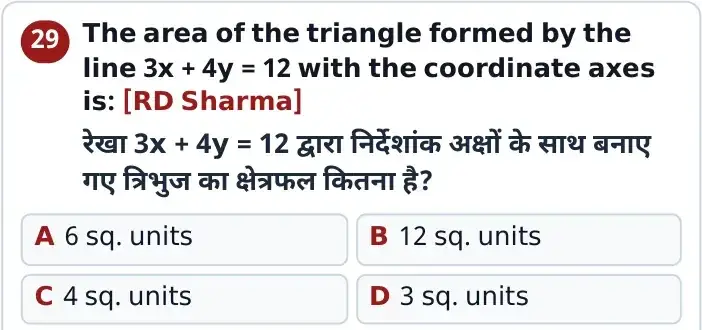 29 The area of the triangle formed by the
line 3x + 4y = 12 with the coordinate axes
is: [RD Sharma]
रेखा 3x + 4y = 12 द्वारा निर्देशांक अक्षों के साथ बनाए
गए त्रिभुज का क्षेत्रफल कितना है?
A 6 sq. units
B 12 sq. units
C 4 sq. units
D 3 sq. units